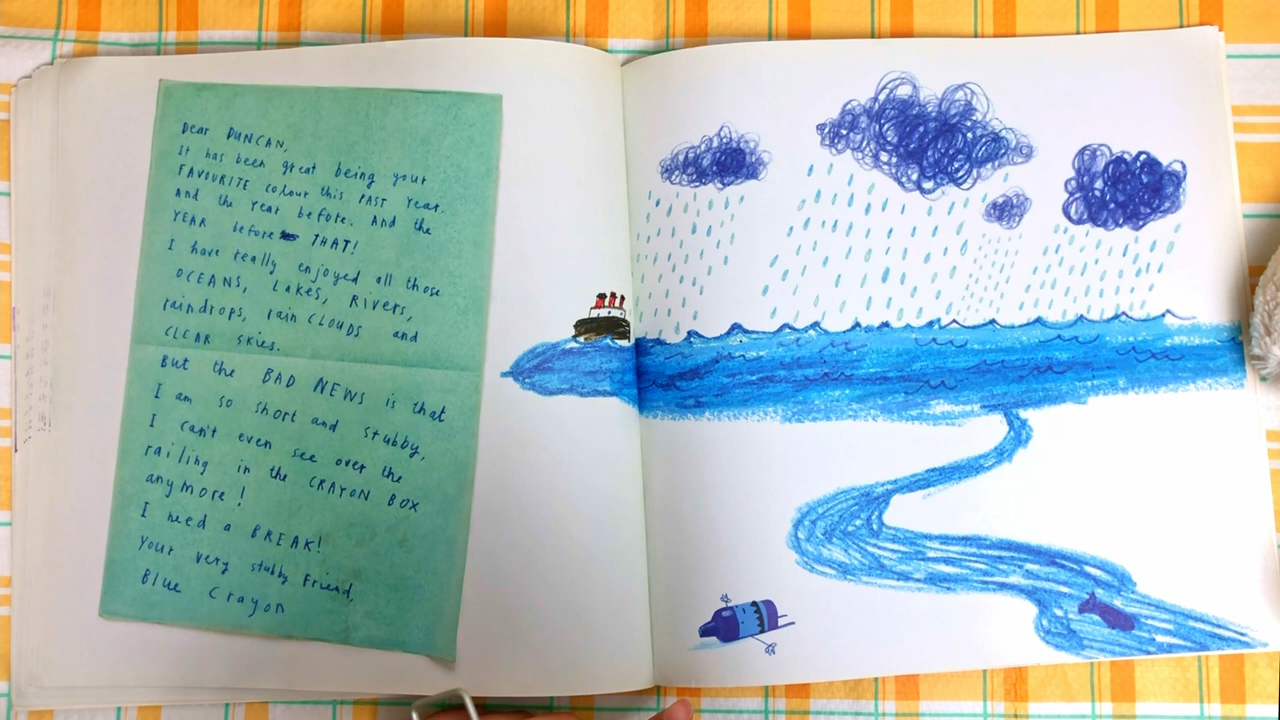 Dear DUNCAN,
It has been great being your
FAVOURITE colour this PAST year.
And the year before. And the
YEAR before THAT!
I have really enjoyed all those
OCEANS, Lakes, RIVERS,
raindrops, rain CLOUDS and
CLEAR skies.
But the BAD NEWS is that
I am so short and stubby,
I can't even see over the
railing in the CRAYON BOX
anymore!
I need a BREAK!
Your very stubby friend,
Blue Crayon